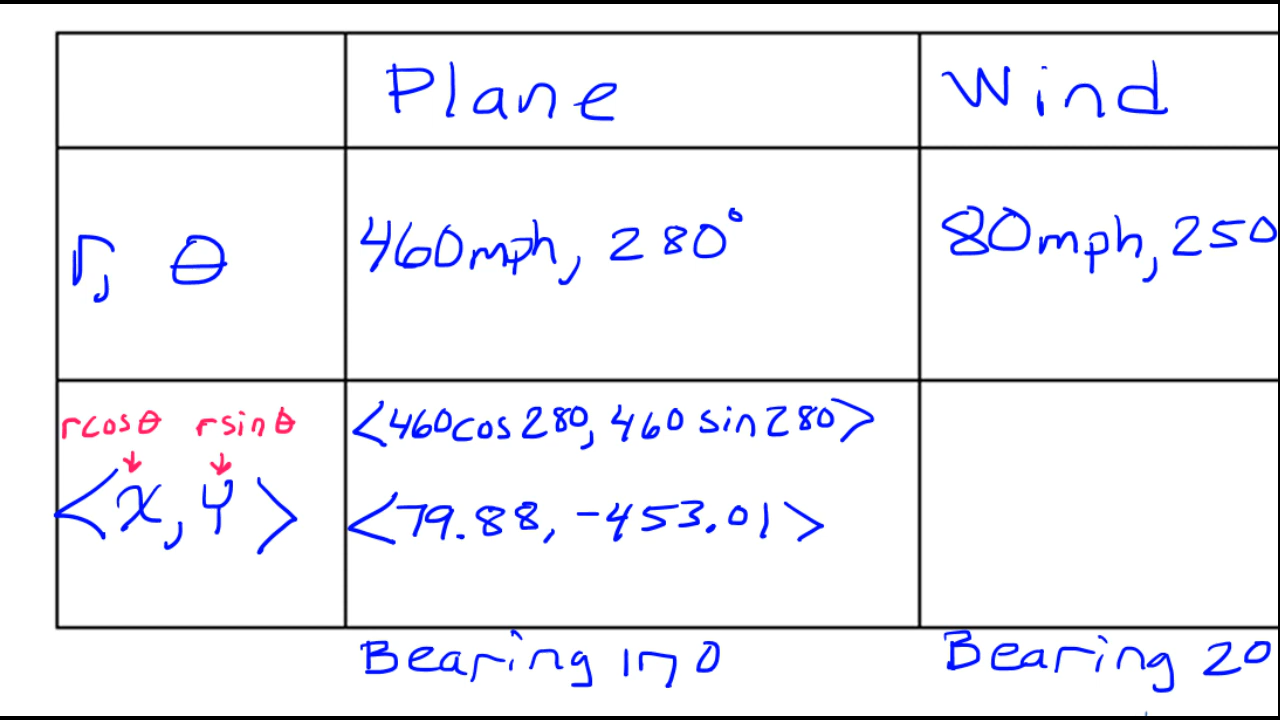 Plane Wind
r, θ 460mph, 280° 80mph, 250
rcosθ rsinθ <460cos280, 460 sin280>
<x, y> <79.88, -453.01>
Bearing 170 Bearing 20